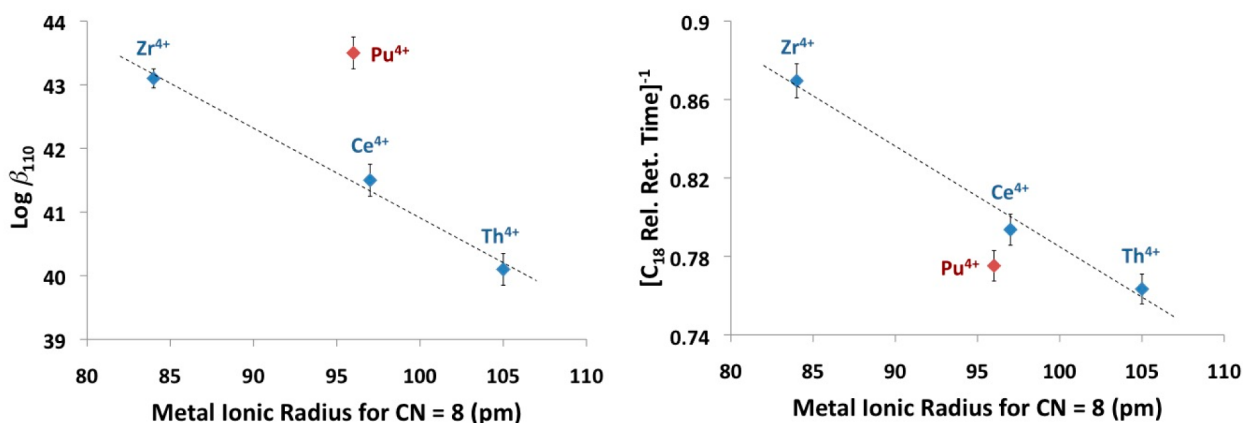 44
43
42
41
40
39
Log β₁₁₀
Zr⁴⁺
Pu⁴⁺
Ce⁴⁺
Th⁴⁺
80 85 90 95 100 105 110
Metal Ionic Radius for CN = 8 (pm)
0.9
0.86
0.82
0.78
0.74
[C₁₈ Rel. Ret. Time]⁻¹
Zr⁴⁺
Ce⁴⁺
Pu⁴⁺
Th⁴⁺
80 85 90 95 100 105 110
Metal Ionic Radius for CN = 8 (pm)